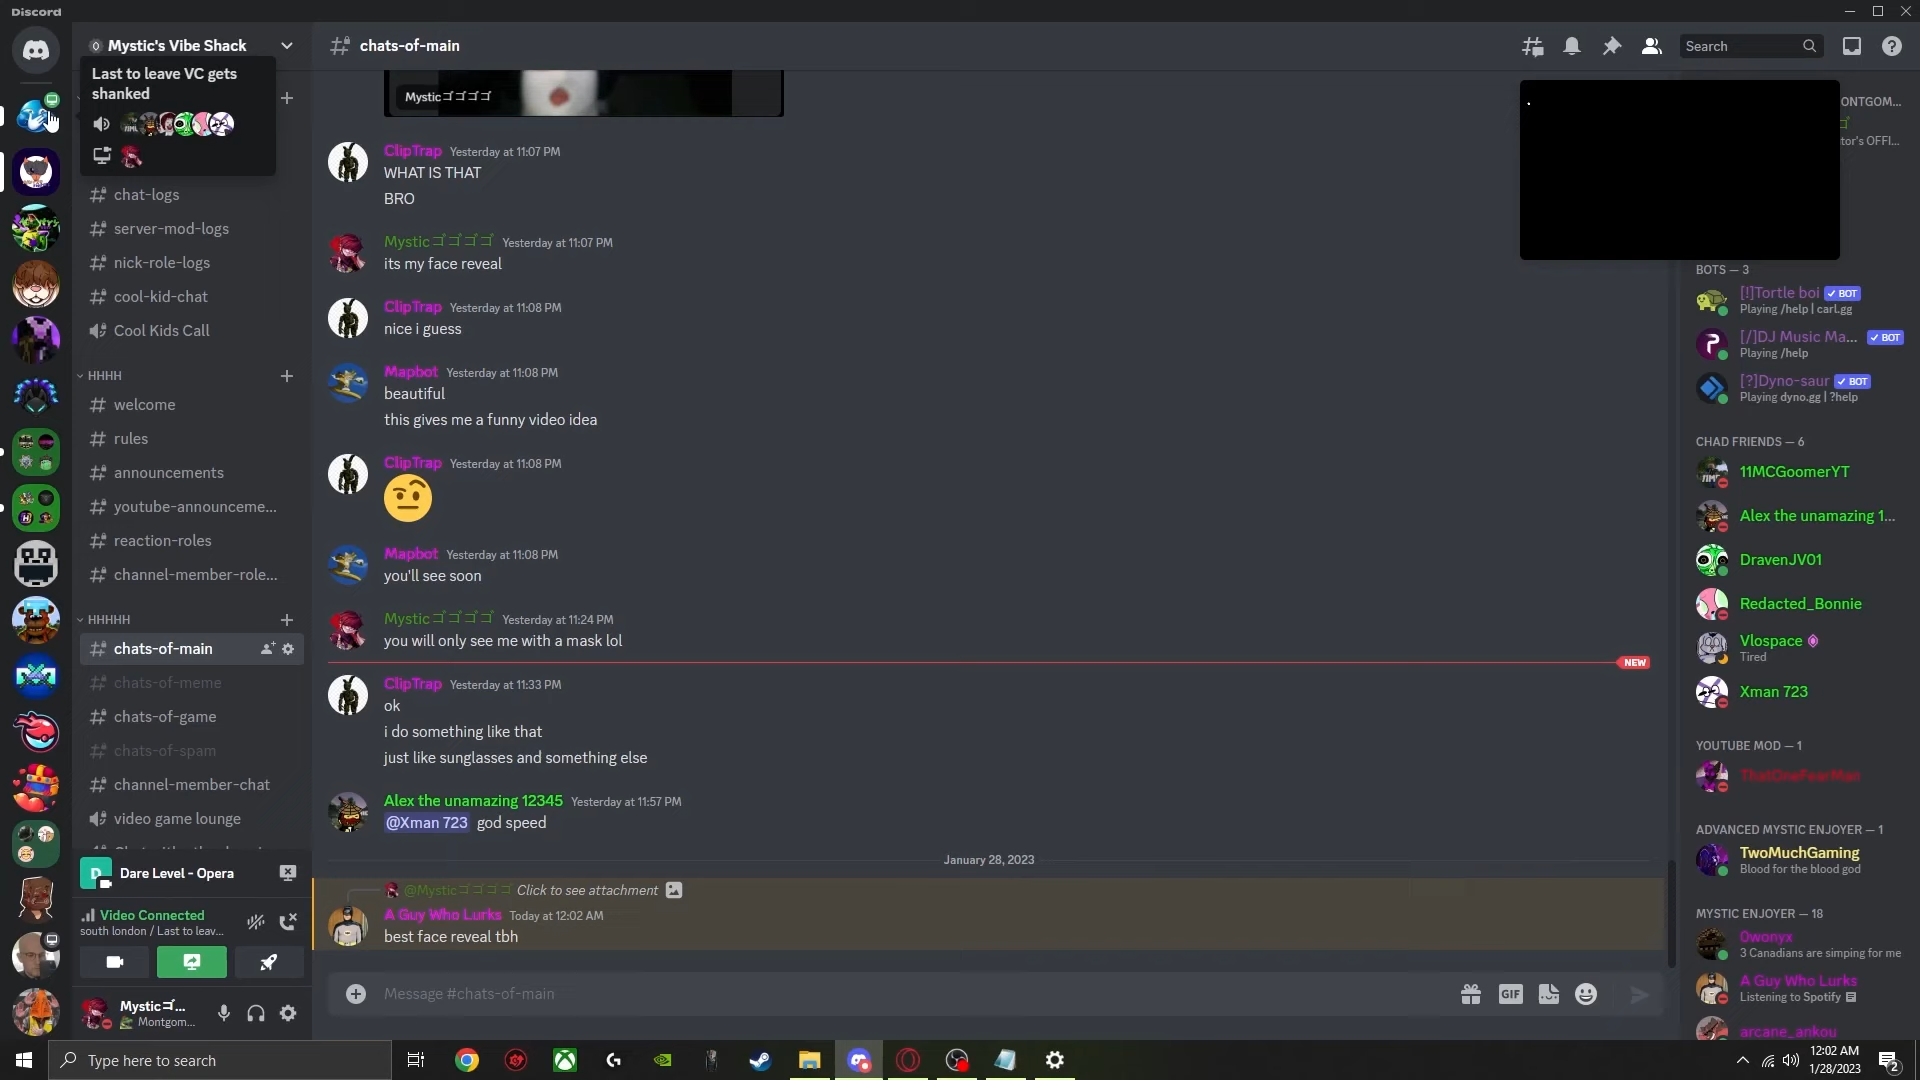 Discord
Mystic's Vibe Shack
Last to leave VC gets
shanked
chat-logs
server-mod-logs
nick-role-logs
cool-kid-chat
Cool Kids Call
HHHH
welcome
rules
announcements
youtube-announceme...
reaction-roles
channel-member-role...
HHHHH
chats-of-main
chats-of-meme
chats-of-game
chats-of-spam
channel-member-chat
video game lounge
D
Dare Level - Opera
Video Connected
south london / Last to leav...
Mysticゴ...
Montgom...
chats-of-main
Search
Mysticゴゴゴゴ
ClipTrap Yesterday at 11:07 PM
WHAT IS THAT
BRO
Mysticゴゴゴゴ Yesterday at 11:07 PM
its my face reveal
ClipTrap Yesterday at 11:08 PM
nice i guess
Mapbot Yesterday at 11:08 PM
beautiful
this gives me a funny video idea
ClipTrap Yesterday at 11:08 PM
Mapbot Yesterday at 11:08 PM
you'll see soon
Mysticゴゴゴゴ Yesterday at 11:24 PM
you will only see me with a mask lol
NEW
ClipTrap Yesterday at 11:33 PM
ok
i do something like that
just like sunglasses and something else
Alex the unamazing 12345 Yesterday at 11:57 PM
@Xman 723 god speed
January 28, 2023
@Mysticゴゴゴゴ Click to see attachment
A Guy Who Lurks Today at 12:02 AM
best face reveal tbh
Message #chats-of-main
GIF
ONTGOM...
ゴ
tor's OFFI...
BOTS — 3
[!]Tortle boi BOT
Playing /help | carl.gg
[/]DJ Music Ma... BOT
Playing /help
[?]Dyno-saur BOT
Playing dyno.gg | ?help
CHAD FRIENDS — 6
11MCGoomerYT
Alex the unamazing 1...
DravenJV01
Redacted_Bonnie
Vlospace
Tired
Xman 723
YOUTUBE MOD — 1
ThatOneFearMan
ADVANCED MYSTIC ENJOYER — 1
TwoMuchGaming
Blood for the blood god
MYSTIC ENJOYER — 18
0wonyx
3 Canadians are simping for me
A Guy Who Lurks
Listening to Spotify
arcane_ankou
Type here to search
12:02 AM
1/28/2023
2